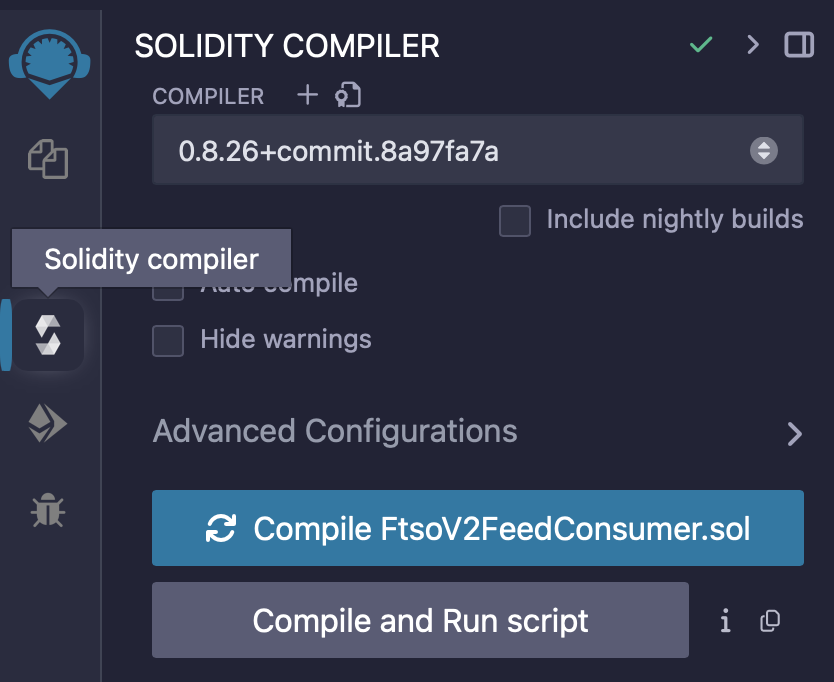 SOLIDITY COMPILER
COMPILER
0.8.26+commit.8a97fa7a
Include nightly builds
Solidity compiler
Auto compile
Hide warnings
Advanced Configurations
Compile FtsoV2FeedConsumer.sol
Compile and Run script